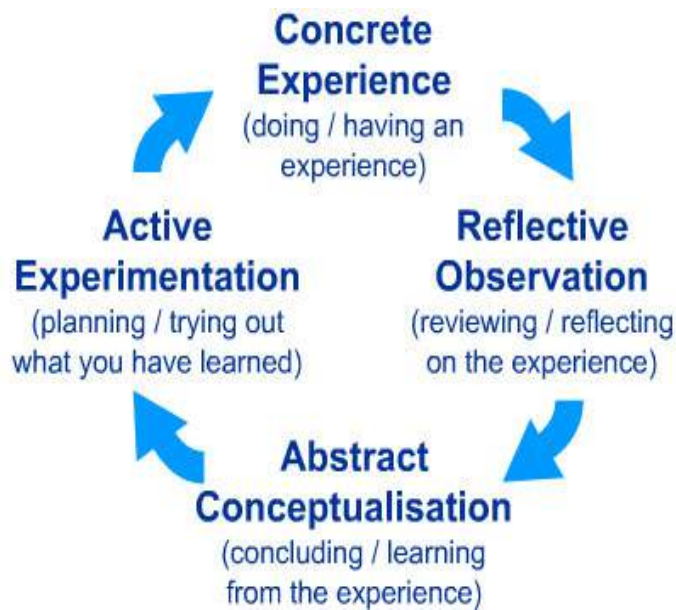 Concrete
Experience
(doing / having an
experience)
Reflective
Observation
(reviewing / reflecting
on the experience)
Abstract
Conceptualisation
(concluding / learning
from the experience)
Active
Experimentation
(planning / trying out
what you have learned)